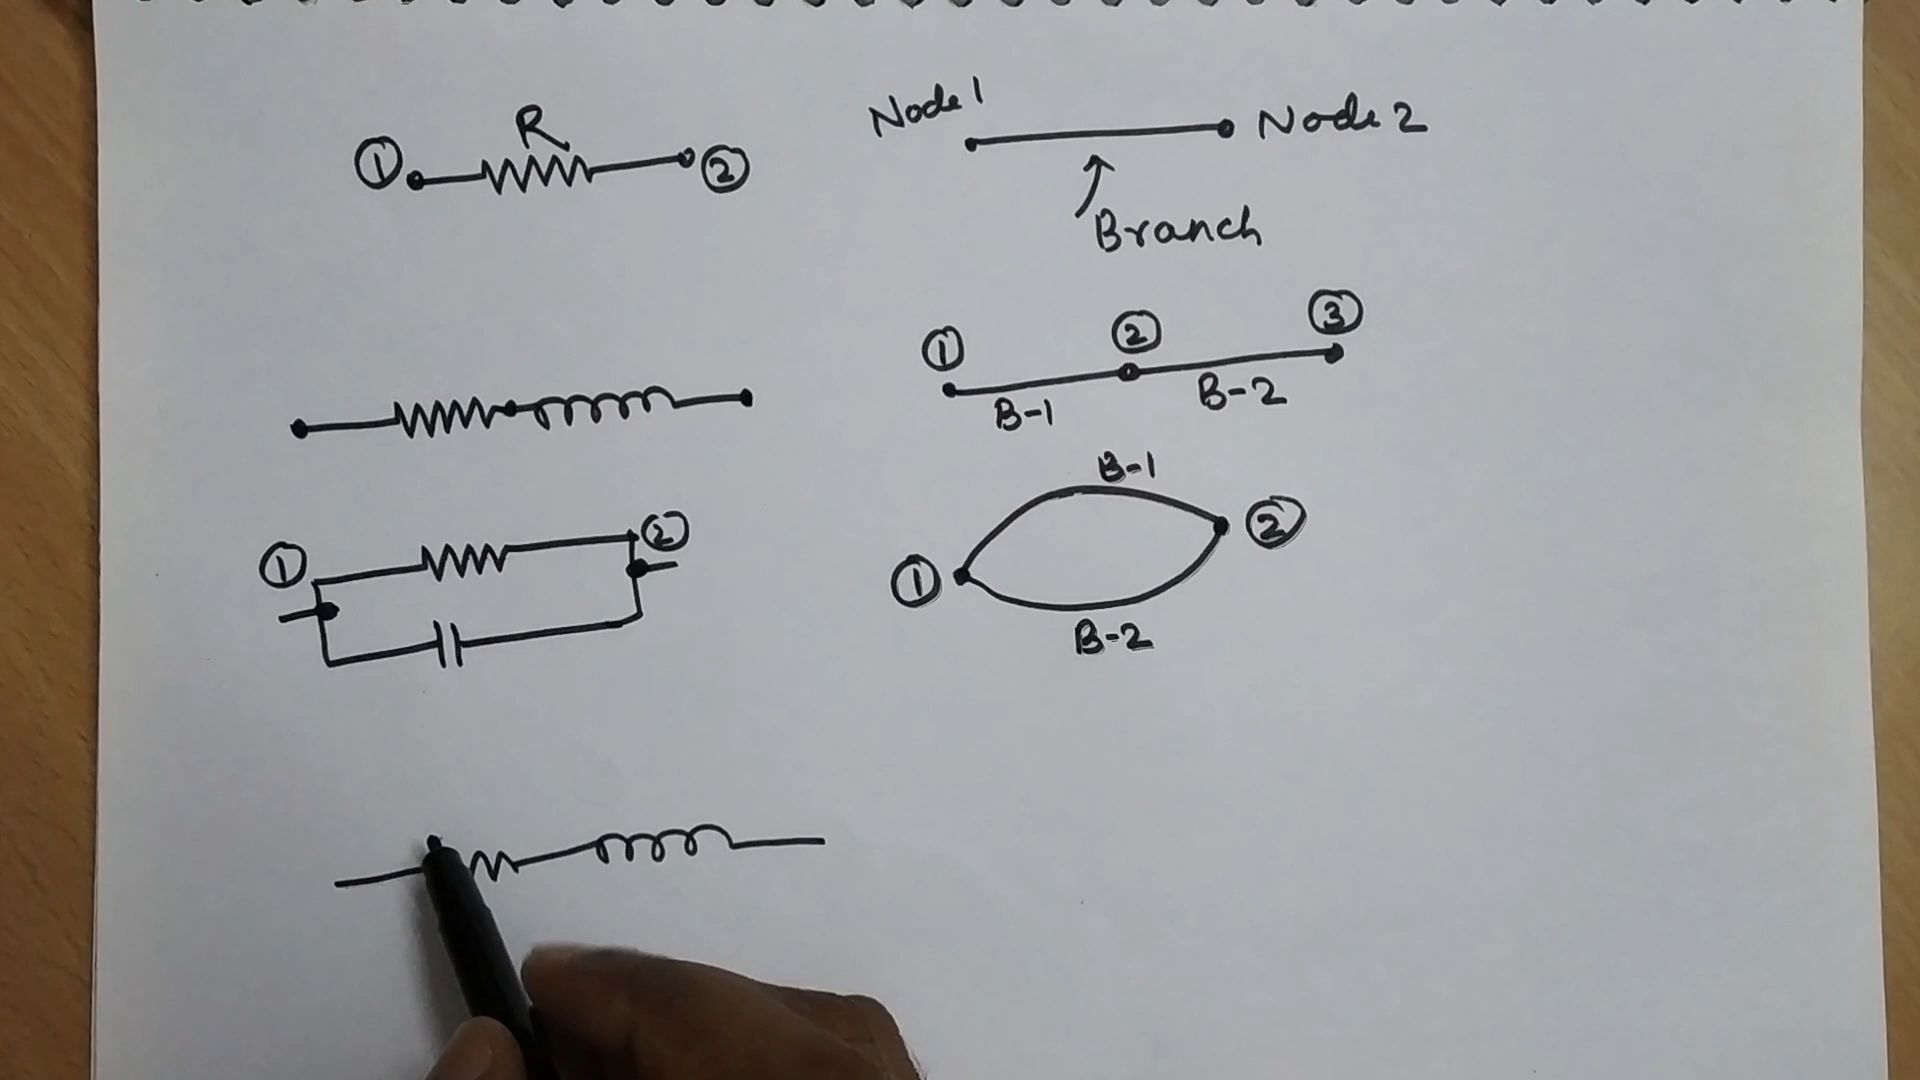 R
① ②
Node 1 Node 2
Branch
① ② ③
B-1 B-2
① ②
B-1
① ②
B-2